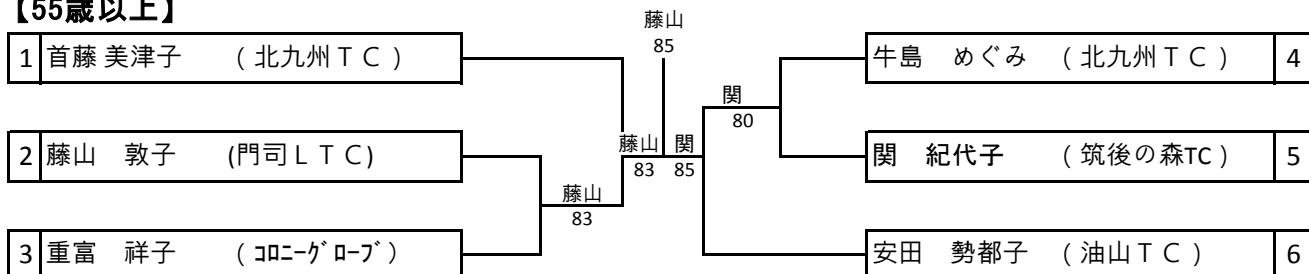 【55歳以上】
藤山
85
1 首藤 美津子 （北九州ＴＣ）
牛島 めぐみ （北九州ＴＣ） 4
関
80
2 藤山 敦子 (門司ＬＴＣ)
藤山 関
83 85
関 紀代子 （筑後の森TC） 5
藤山
83
3 重富 祥子 （ｺﾛﾆｰｸﾞﾛｰﾌﾞ）
安田 勢都子 （油山ＴＣ） 6